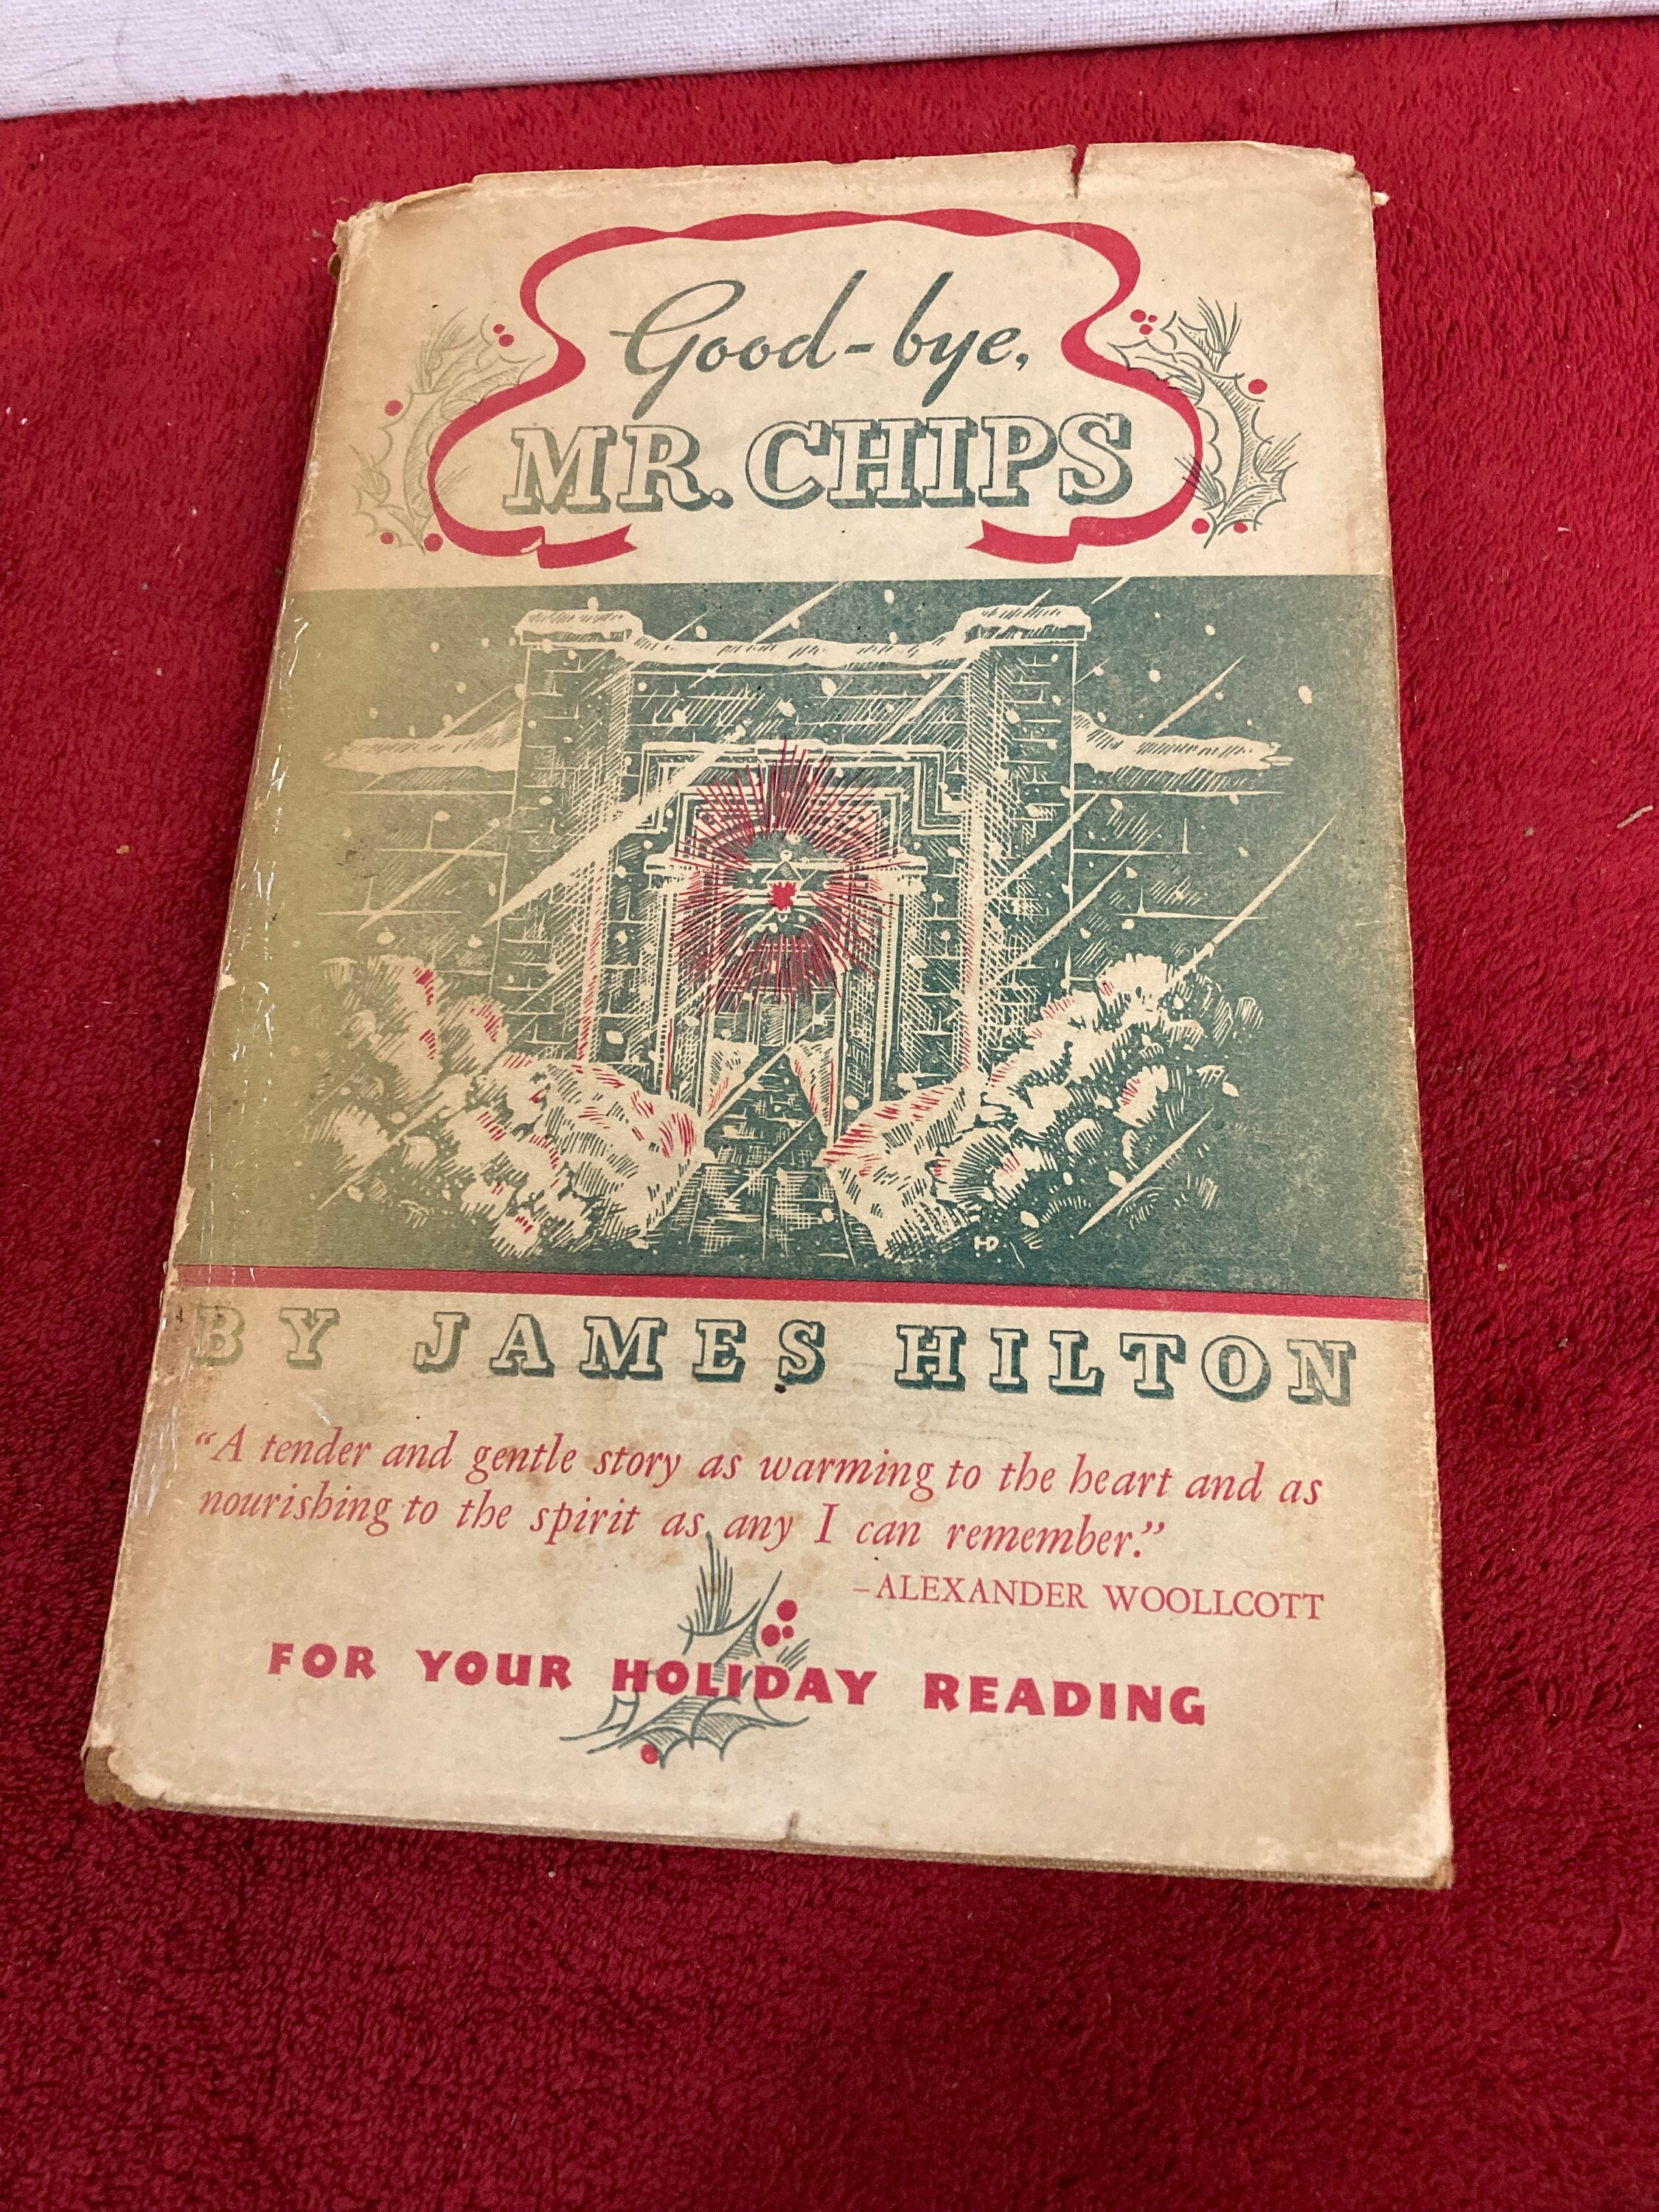 Good-bye,
MR. CHIPS
HD
BY JAMES HILTON
“A tender and gentle story as warming to the heart and as
nourishing to the spirit as any I can remember.”
–ALEXANDER WOOLLCOTT
FOR YOUR HOLIDAY READING